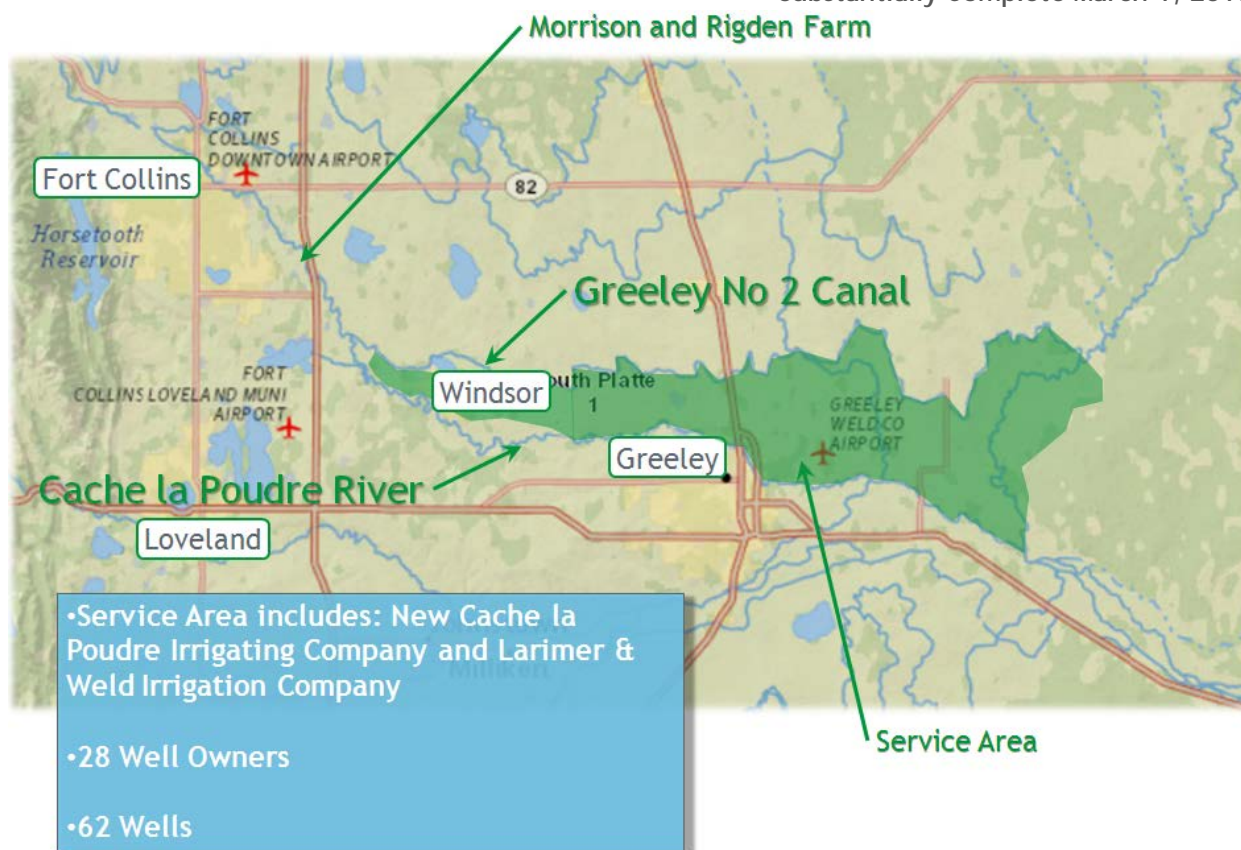 Morrison and Rigden Farm
FORT
COLLINS
DOWNTOWN AIRPORT
Fort Collins
82
Horsetooth
Reservoir
Greeley No 2 Canal
FORT
COLLINS LOVELAND MUNI
AIRPORT
Windsor
outh Platte
1
GREELEY
WELD CO
AIRPORT
Greeley
Cache la Poudre River
Loveland
•Service Area includes: New Cache la
Poudre Irrigating Company and Larimer &
Weld Irrigation Company
•28 Well Owners
•62 Wells
Service Area